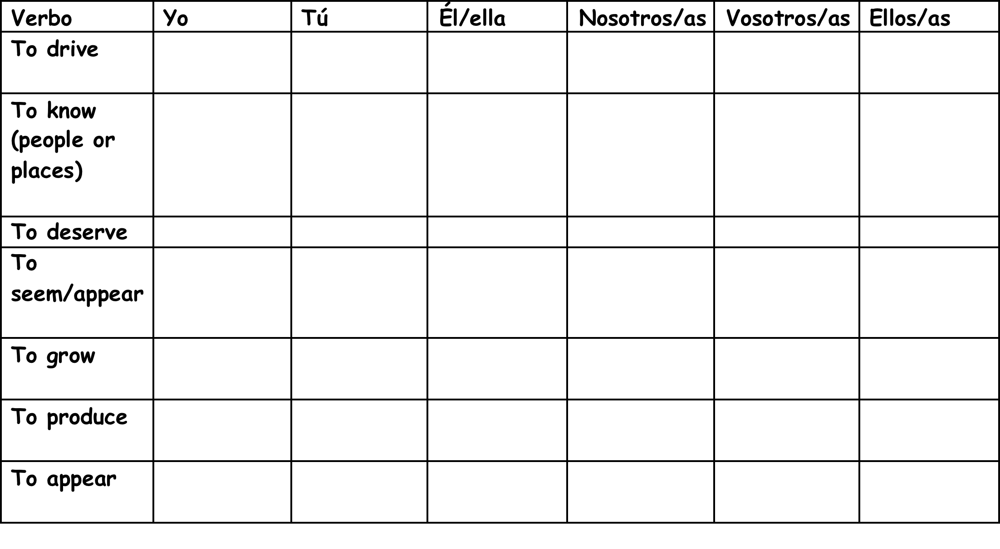 Verbo Yo Tú Él/ella Nosotros/as Vosotros/as Ellos/as
To drive
To know
(people or
places)
To deserve
To
seem/appear
To grow
To produce
To appear